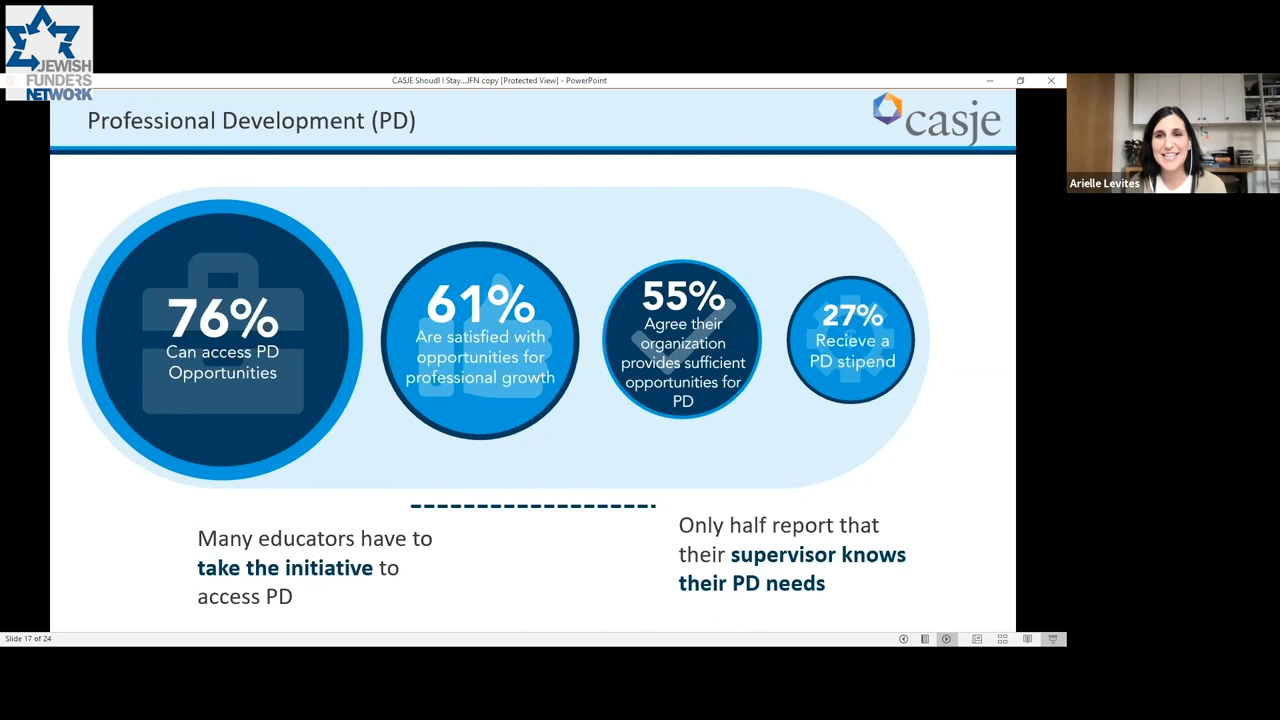 JEWISH
FUNDERS
NETWORK
CASJE Shoudl I Stay...JFN copy [Protected View] - PowerPoint
Professional Development (PD)
casje
Arielle Levites
76%
Can access PD
Opportunities
61%
Are satisfied with
opportunities for
professional growth
55%
Agree their
organization
provides sufficient
opportunities for
PD
27%
Recieve a
PD stipend
Many educators have to
take the initiative to
access PD
Only half report that
their supervisor knows
their PD needs
Slide 17 of 24